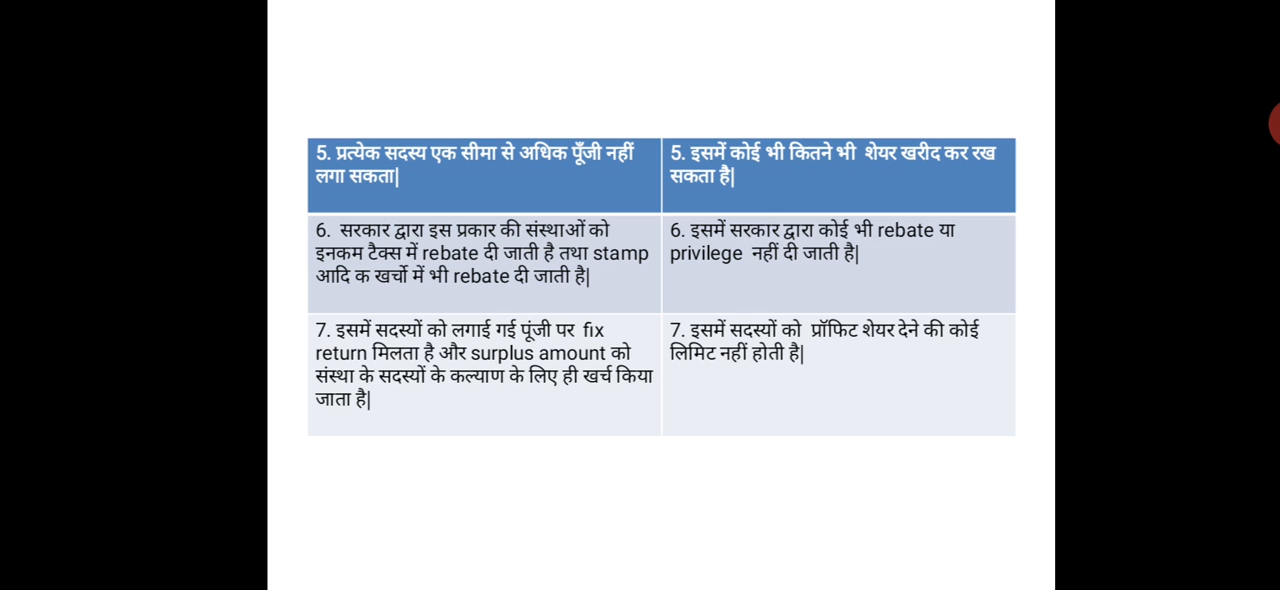 5. प्रत्येक सदस्य एक सीमा से अधिक पूँजी नहीं
लगा सकता|
5. इसमें कोई भी कितने भी शेयर खरीद कर रख
सकता है|
6. सरकार द्वारा इस प्रकार की संस्थाओं को
इनकम टैक्स में rebate दी जाती है तथा stamp
आदि क खर्चो में भी rebate दी जाती है|
6. इसमें सरकार द्वारा कोई भी rebate या
privilege नहीं दी जाती है|
7. इसमें सदस्यों को लगाई गई पूंजी पर fix
return मिलता है और surplus amount को
संस्था के सदस्यों के कल्याण के लिए ही खर्च किया
जाता है|
7. इसमें सदस्यों को प्रॉफिट शेयर देने की कोई
लिमिट नहीं होती है|